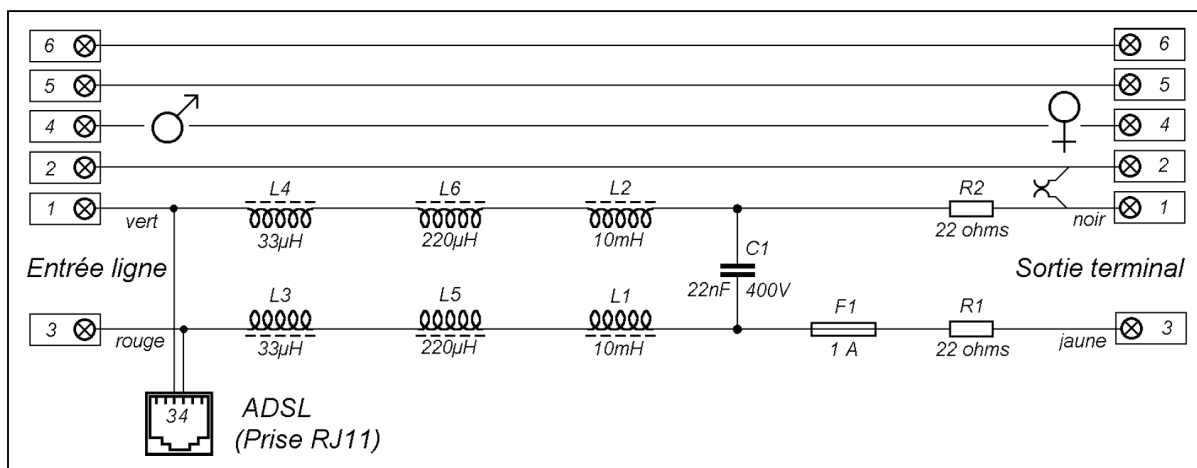 6 6
5 5
4 4
2 2
L4 L6 L2 R2
1 1
vert 33µH 220µH 10mH 22 ohms noir
C1
Entrée ligne 22nF 400V Sortie terminal
L3 L5 L1 F1 R1
3 3
rouge 33µH 220µH 10mH 1 A 22 ohms jaune
34 ADSL
(Prise RJ11)